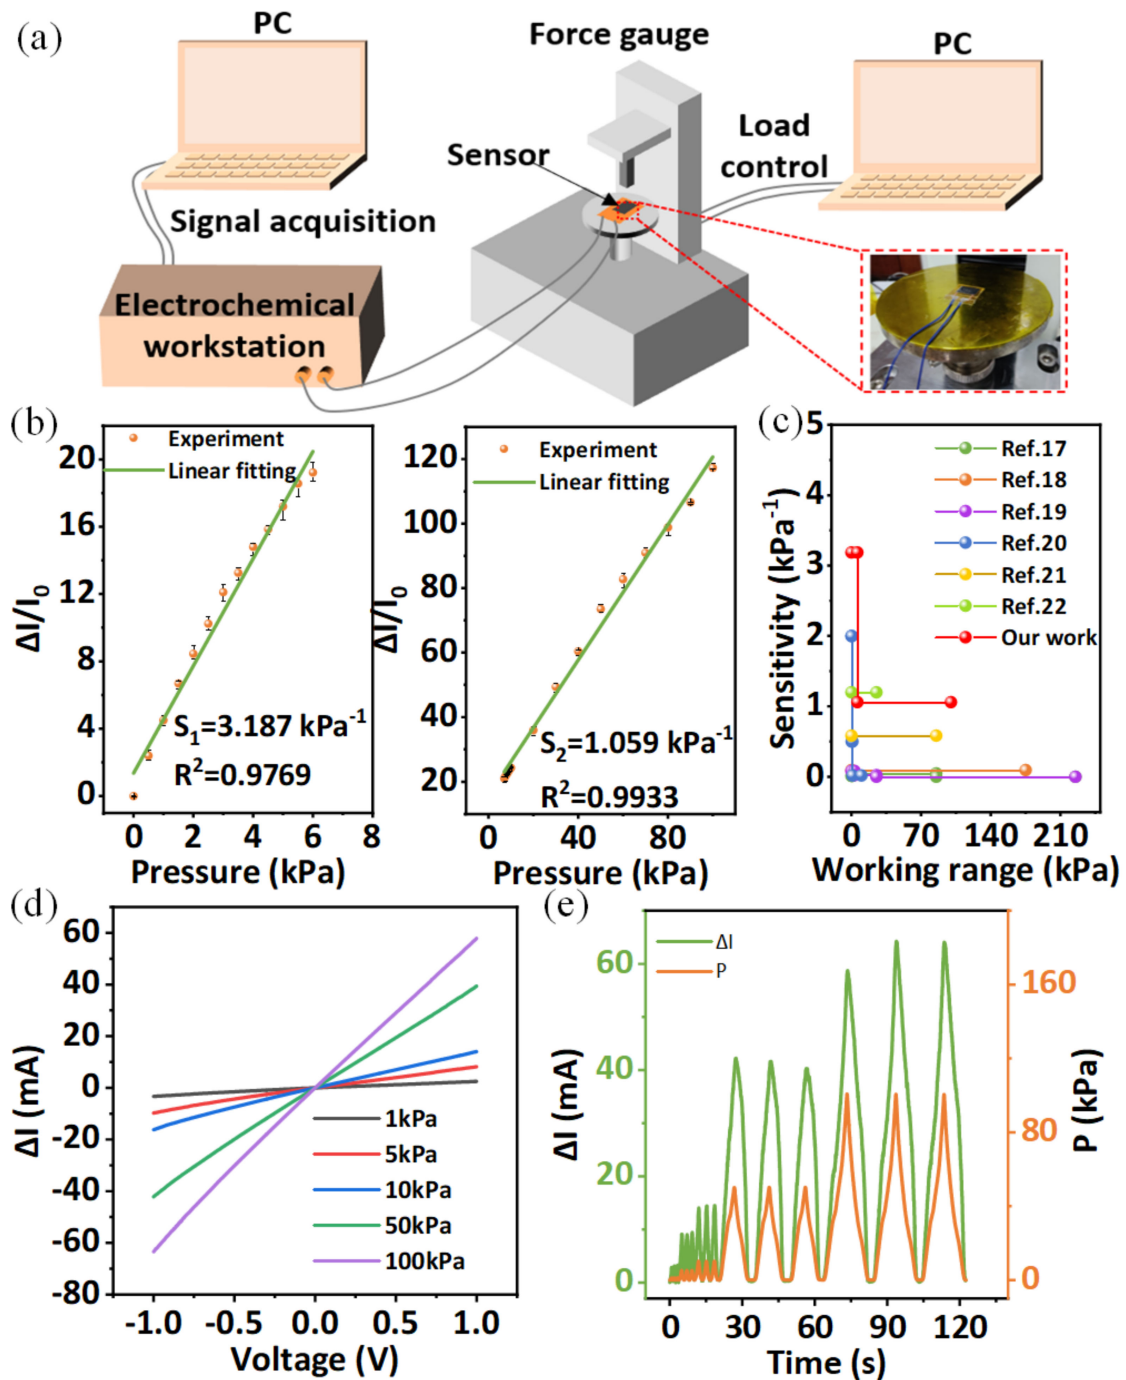 (a)
PC
Force gauge
PC
Sensor
Load
control
Signal acquisition
Electrochemical
workstation
(b)
Experiment
Linear fitting
20
16
12
8
4
0
ΔI/I0
S1=3.187 kPa-1
R2=0.9769
0 2 4 6 8
Pressure (kPa)
Experiment
Linear fitting
120
100
80
60
40
20
ΔI/I0
S2=1.059 kPa-1
R2=0.9933
0 40 80
Pressure (kPa)
(c)
5
4
3
2
1
0
Sensitivity (kPa-1)
Ref.17
Ref.18
Ref.19
Ref.20
Ref.21
Ref.22
Our work
0 70 140 210
Working range (kPa)
(d)
60
40
20
0
-20
-40
-60
-80
ΔI (mA)
1kPa
5kPa
10kPa
50kPa
100kPa
-1.0 -0.5 0.0 0.5 1.0
Voltage (V)
(e)
ΔI
P
60
40
20
0
ΔI (mA)
160
80
0
P (kPa)
0 30 60 90 120
Time (s)